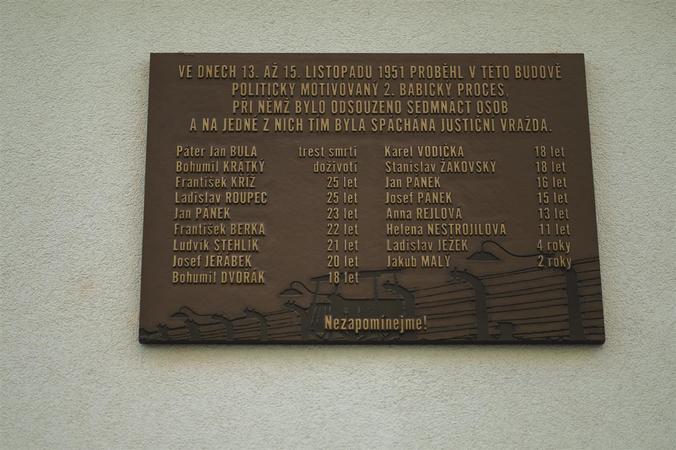 VE DNECH 13. AŽ 15. LISTOPADU 1951 PROBĚHL V TÉTO BUDOVĚ
POLITICKY MOTIVOVANÝ 2. BABICKÝ PROCES,
PŘI NĚMŽ BYLO ODSOUZENO SEDMNÁCT OSOB
A NA JEDNÉ Z NICH TÍM BYLA SPÁCHÁNA JUSTIČNÍ VRAŽDA.
Páter Jan BULA trest smrti
Bohumil KRATKÝ doživotí
František KŘÍŽ 25 let
Ladislav ROUPEC 25 let
Jan PÁNEK 23 let
František BERKA 22 let
Ludvík STEHLÍK 21 let
Josef JEŘÁBEK 20 let
Bohumil DVOŘÁK 18 let
Karel VODIČKA 18 let
Stanislav ŽÁKOVSKÝ 18 let
Jan PÁNEK 16 let
Josef PÁNEK 15 let
Anna REJLOVÁ 13 let
Helena NESTROJILOVÁ 11 let
Ladislav JEŽEK 4 roky
Jakub MALÝ 2 roky
Nezapomínejme!